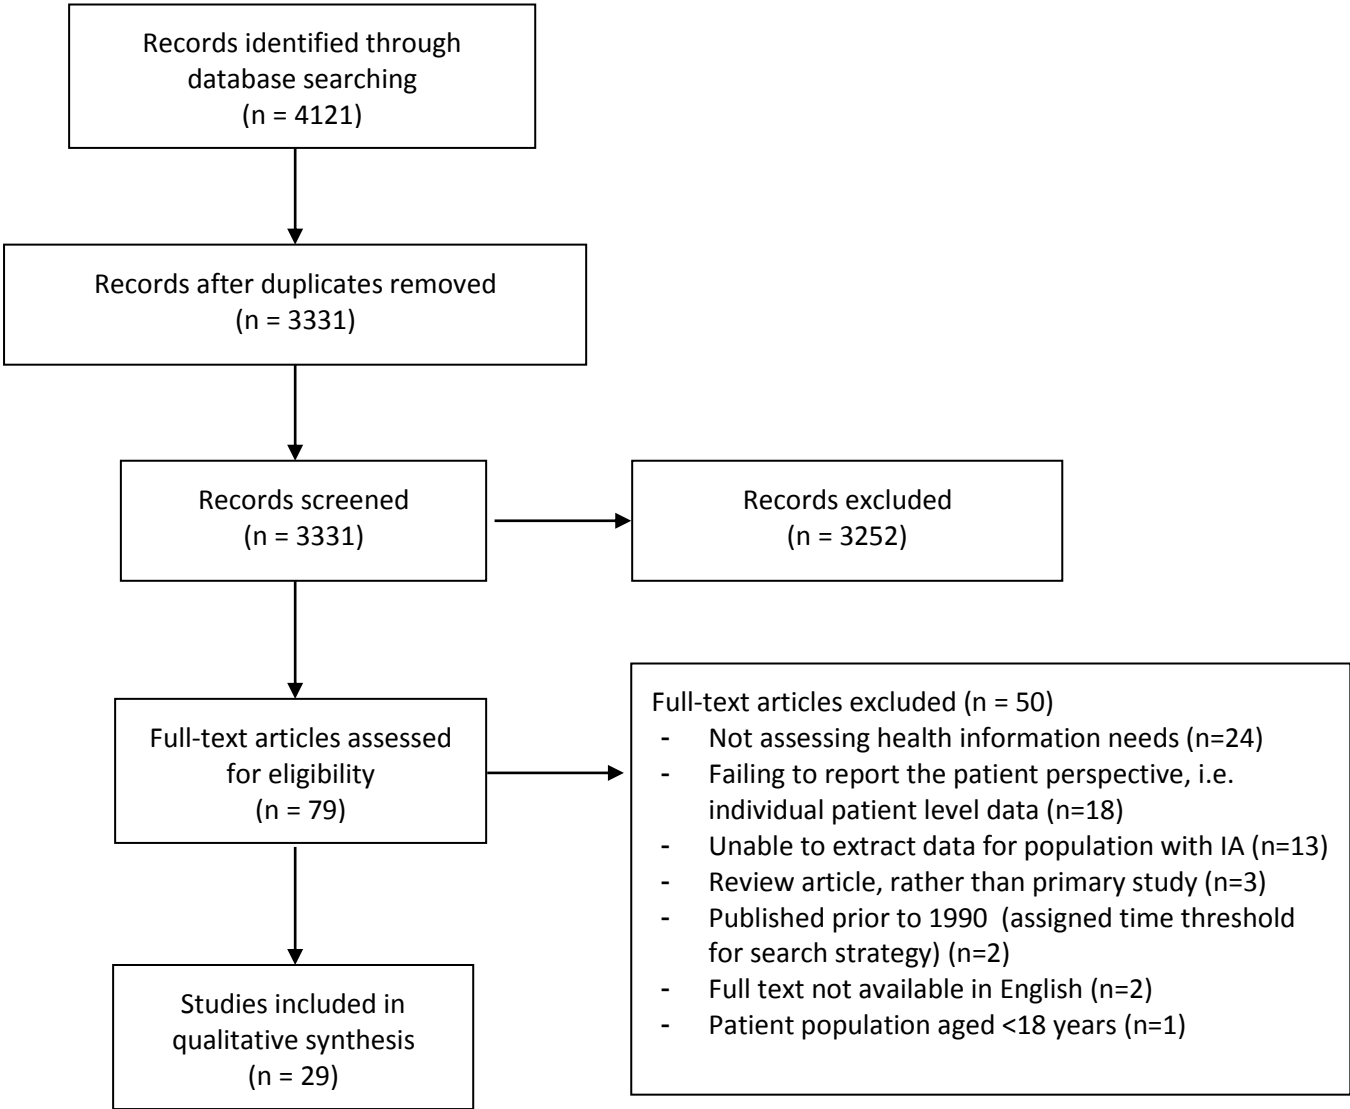 Records identified through
database searching
(n = 4121)
Records after duplicates removed
(n = 3331)
Records screened
(n = 3331)
Records excluded
(n = 3252)
Full-text articles assessed
for eligibility
(n = 79)
Full-text articles excluded (n = 50)
- Not assessing health information needs (n=24)
- Failing to report the patient perspective, i.e.
individual patient level data (n=18)
- Unable to extract data for population with IA (n=13)
- Review article, rather than primary study (n=3)
- Published prior to 1990 (assigned time threshold
for search strategy) (n=2)
- Full text not available in English (n=2)
- Patient population aged <18 years (n=1)
Studies included in
qualitative synthesis
(n = 29)